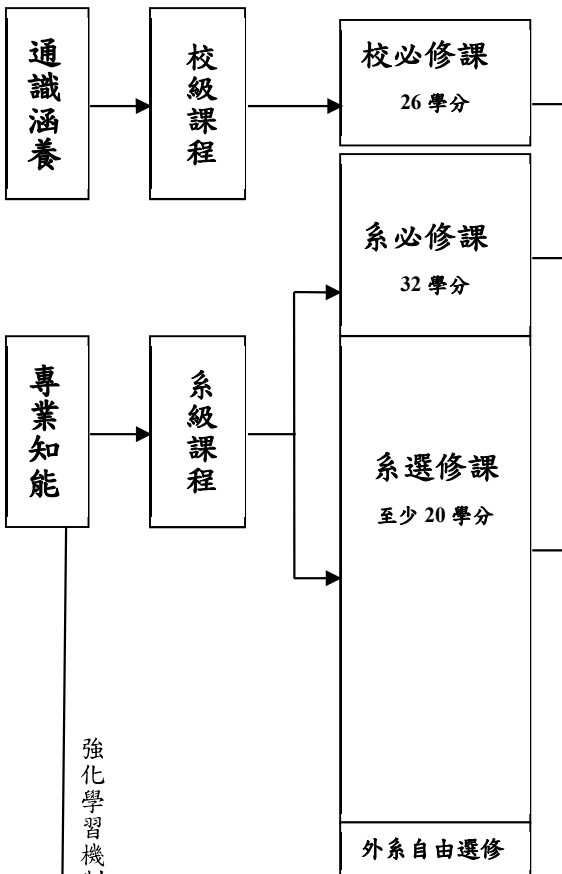 通識涵養
校級課程
校必修課
26 學分
系必修課
32 學分
專業知能
系級課程
系選修課
至少 20 學分
強化學習機制
外系自由選修